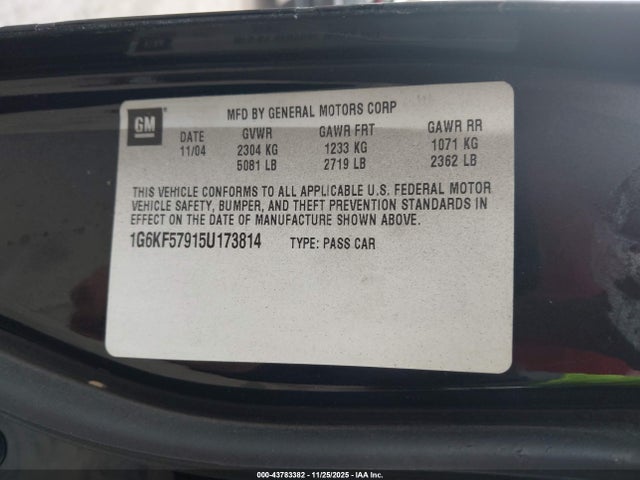 GM
MFD BY GENERAL MOTORS CORP
DATE GVWR GAWR FRT GAWR RR
11/04 2304 KG 1233 KG 1071 KG
5081 LB 2719 LB 2362 LB
THIS VEHICLE CONFORMS TO ALL APPLICABLE U.S. FEDERAL MOTOR
VEHICLE SAFETY, BUMPER, AND THEFT PREVENTION STANDARDS IN
EFFECT ON THE DATE OF MANUFACTURE SHOWN ABOVE.
1G6KF57915U173814 TYPE: PASS CAR
000-43783382 - 11/25/2025 - IAA Inc.